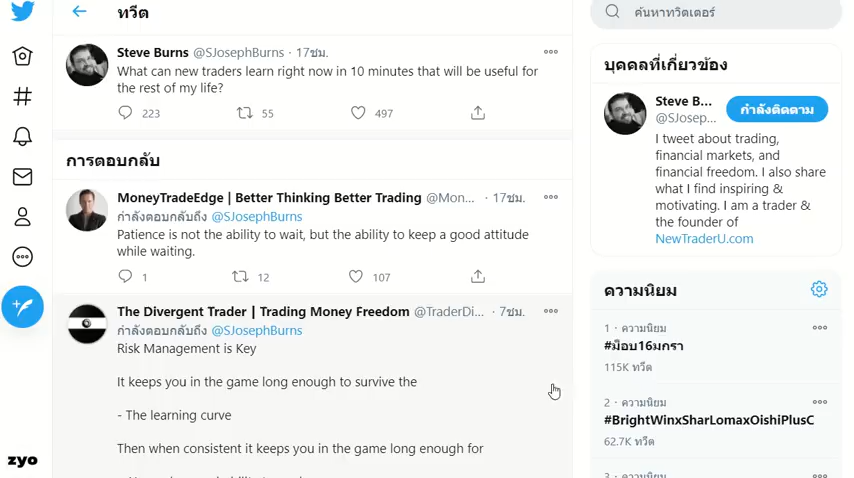 ทวีต
Steve Burns @SJosephBurns · 17ชม.
What can new traders learn right now in 10 minutes that will be useful for
the rest of my life?
223 55 497
การตอบกลับ
MoneyTradeEdge | Better Thinking Better Trading @Mon... · 17ชม.
กำลังตอบกลับถึง @SJosephBurns
Patience is not the ability to wait, but the ability to keep a good attitude
while waiting.
1 12 107
The Divergent Trader | Trading Money Freedom @TraderDi... · 7ชม.
กำลังตอบกลับถึง @SJosephBurns
Risk Management is Key
It keeps you in the game long enough to survive the
- The learning curve
Then when consistent it keeps you in the game long enough for
zyo
ค้นหาทวิตเตอร์
บุคคลที่เกี่ยวข้อง
Steve B...
@SJosep...
กำลังติดตาม
I tweet about trading,
financial markets, and
financial freedom. I also share
what I find inspiring &
motivating. I am a trader &
the founder of
NewTraderU.com
ความนิยม
1 · ความนิยม
#ม็อบ16มกรา
115K ทวีต
2 · ความนิยม
#BrightWinxSharLomaxOishiPlusC
62.7K ทวีต
3 · ความนิยม